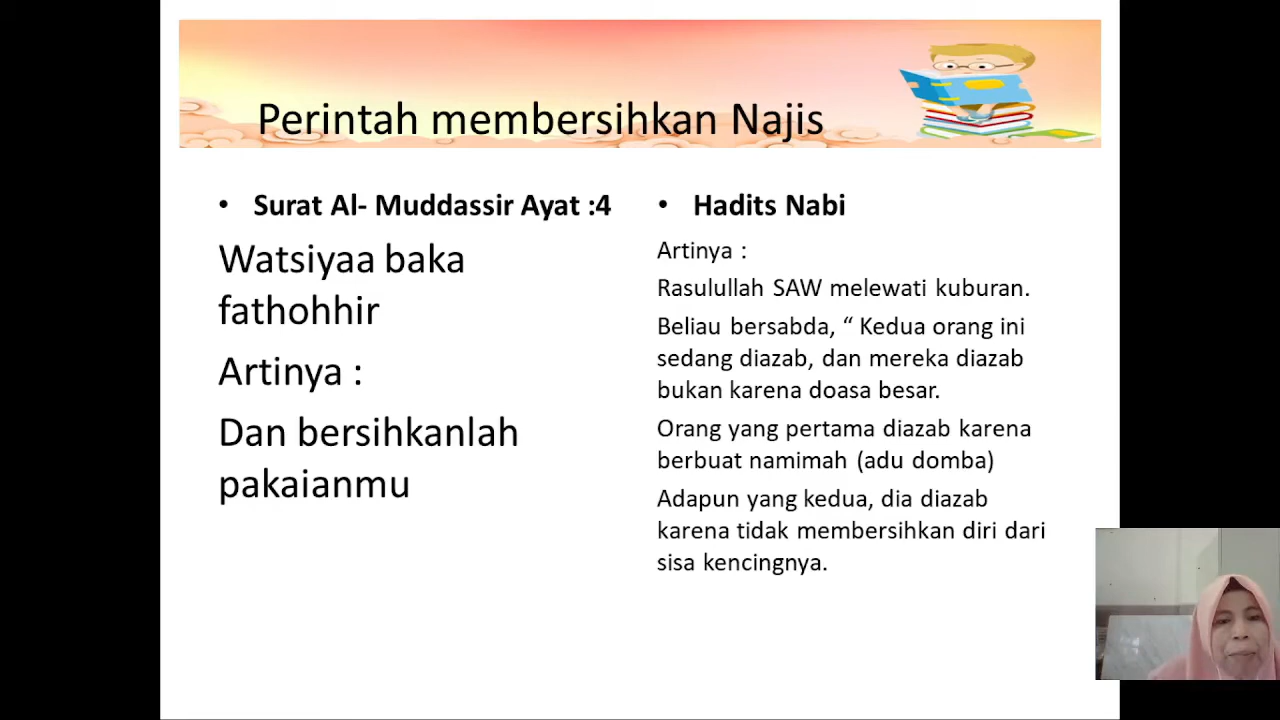 Perintah membersihkan Najis
• Surat Al- Muddassir Ayat :4
Watsiyaa baka
fathohhir
Artinya :
Dan bersihkanlah
pakaianmu
• Hadits Nabi
Artinya :
Rasulullah SAW melewati kuburan.
Beliau bersabda, “ Kedua orang ini
sedang diazab, dan mereka diazab
bukan karena doasa besar.
Orang yang pertama diazab karena
berbuat namimah (adu domba)
Adapun yang kedua, dia diazab
karena tidak membersihkan diri dari
sisa kencingnya.